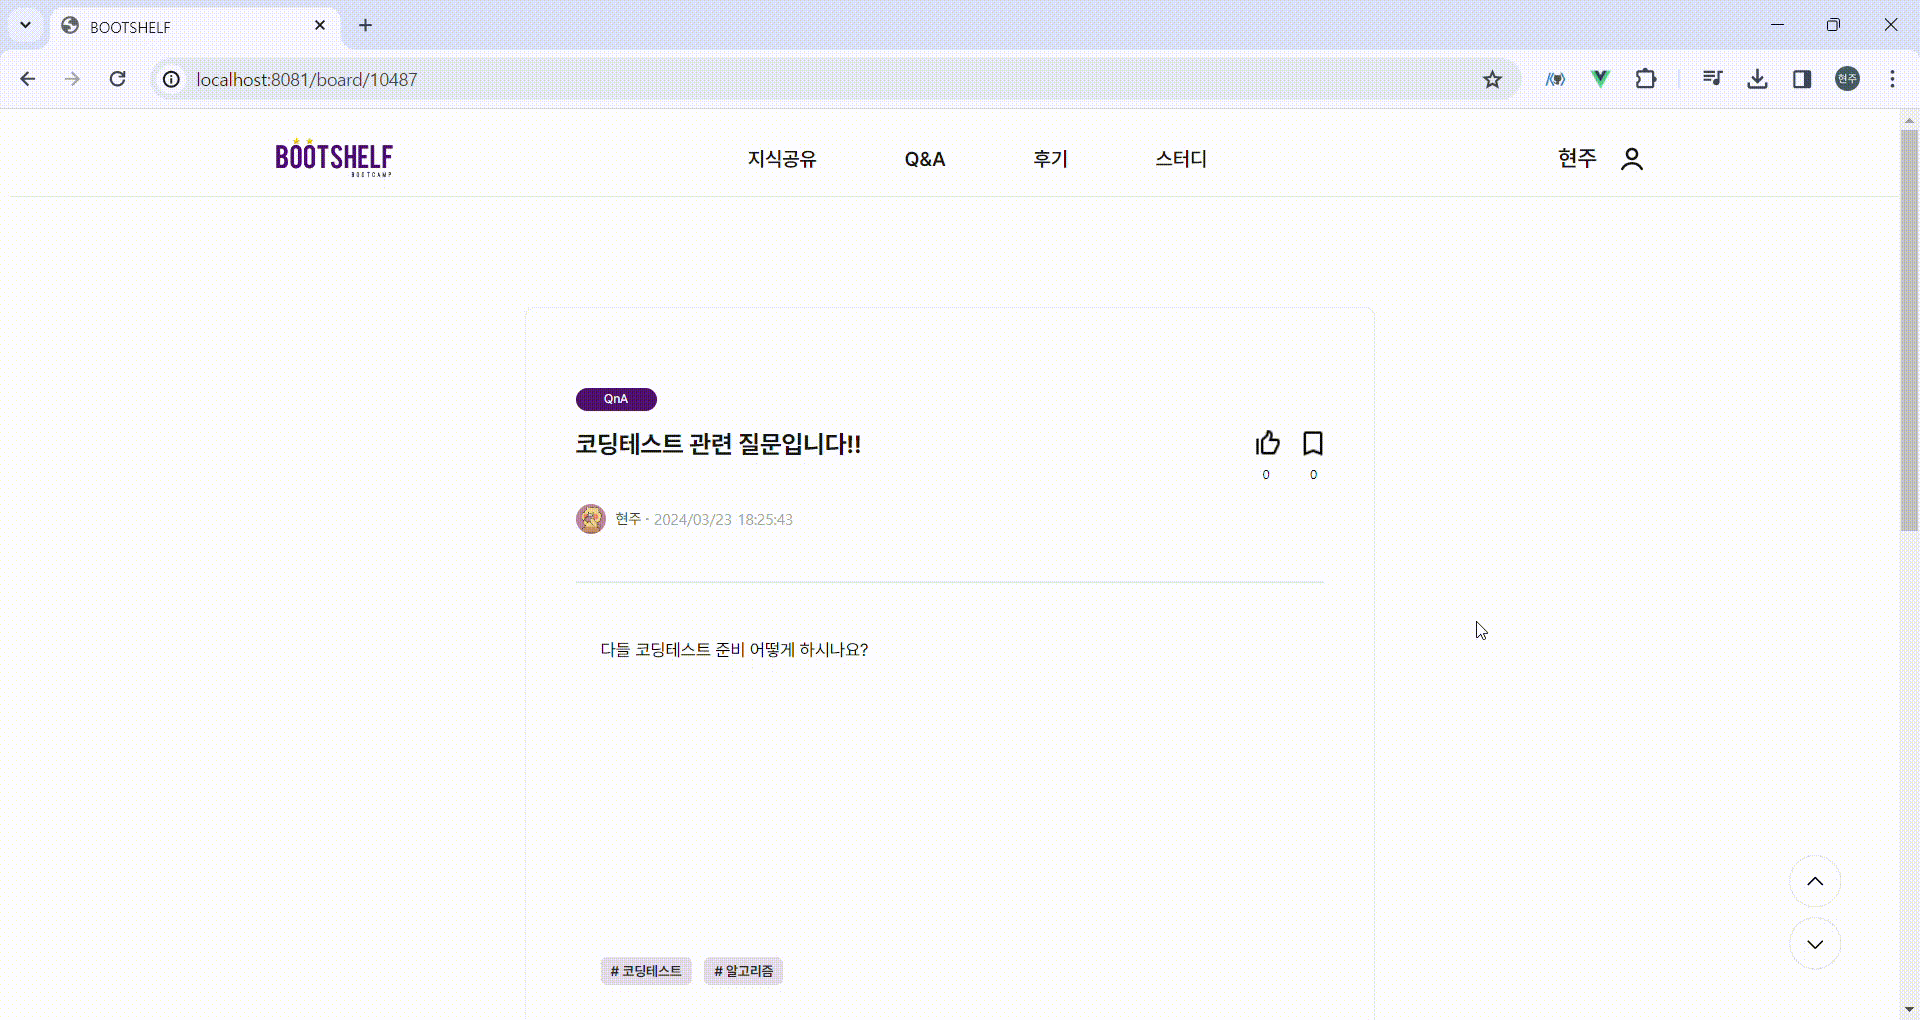 BOOTSHELF
localhost:8081/board/10487
현주
BOOTSHELF
BOOTCAMP
지식공유
Q&A
후기
스터디
현주
QnA
코딩테스트 관련 질문입니다!!
0
0
현주 · 2024/03/23 18:25:43
다들 코딩테스트 준비 어떻게 하시나요?
# 코딩테스트
# 알고리즘